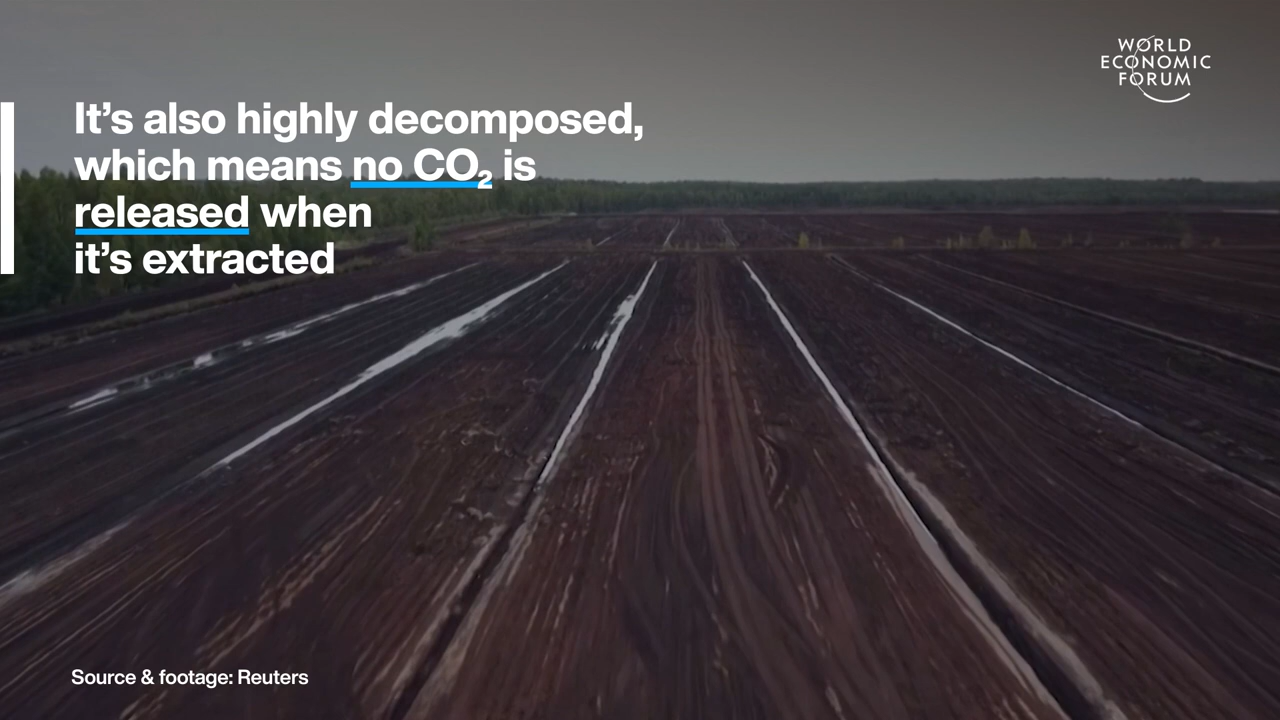 WORLD
ECONOMIC
FORUM
It's also highly decomposed,
which means no CO₂ is
released when
it's extracted
Source & footage: Reuters